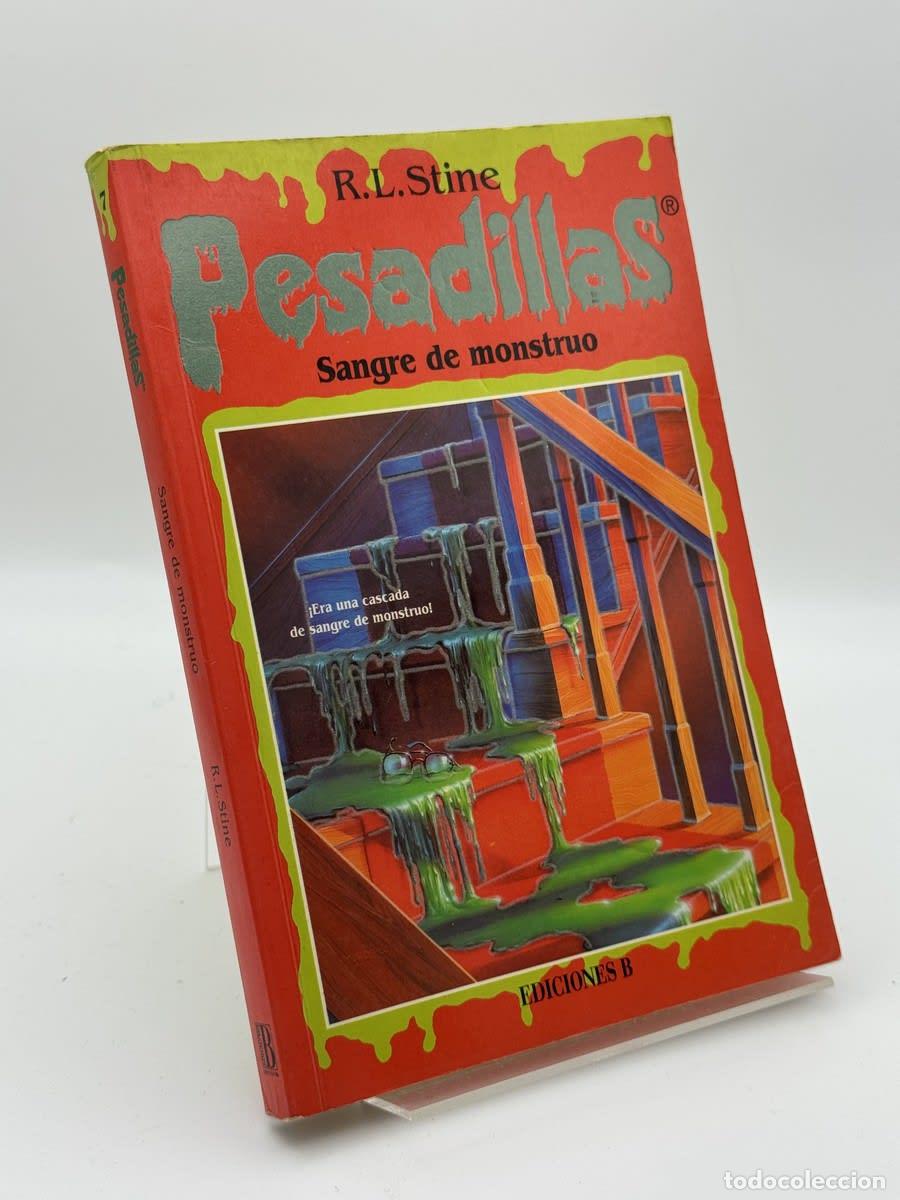 R.L.Stine
Pesadillas®
Sangre de monstruo
¡Era una cascada
de sangre de monstruo!
EDICIONES B
7
Pesadillas
Sangre de monstruo
R.L.Stine
B
todocoleccion